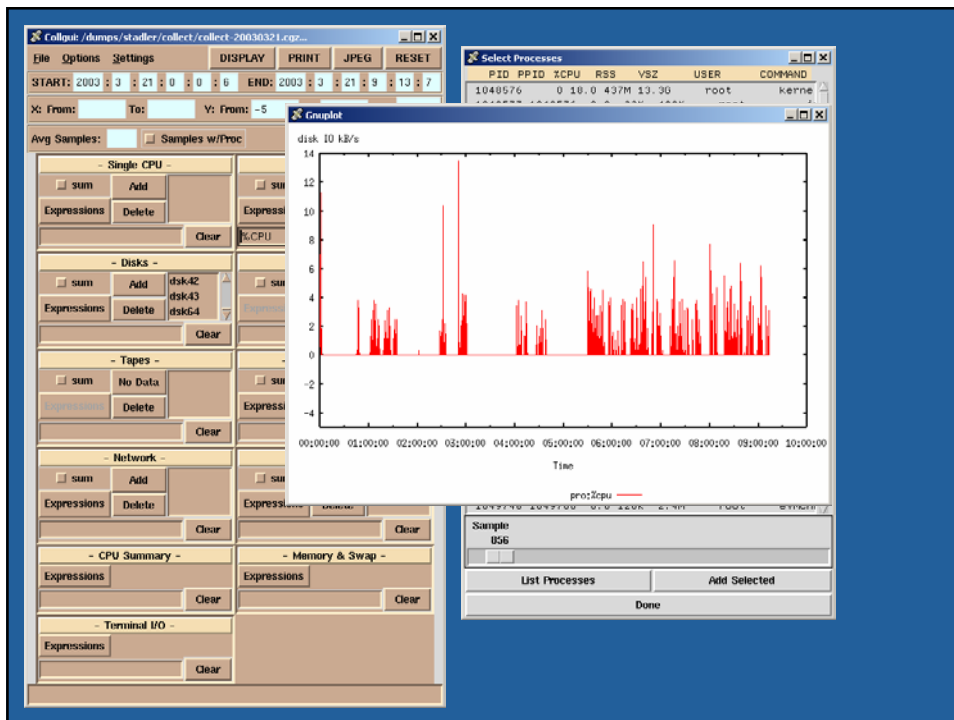 Collgui: /dumps/stadler/collect/collect-20030321.cgz...
File Options Settings DISPLAY PRINT JPEG RESET
START: 2003 : 3 : 21 : 0 : 0 : 6 END: 2003 : 3 : 21 : 9 : 13 : 7
X: From: To: Y: From: -5
Avg Samples: Samples w/Proc
- Single CPU -
sum Add
Expressions Delete
Clear
%CPU
- Disks -
sum Add dsk42
dsk43
Expressions Delete dsk64
Clear
- Tapes -
sum No Data
Expressions Delete
Clear
- Network -
sum Add
Expressions Delete
Clear
Clear
- CPU Summary -
Expressions
Clear
- Memory & Swap -
Expressions
Clear
- Terminal I/O -
Expressions
Clear
Select Processes
PID PPID %CPU RSS VSZ USER COMMAND
1048576 0 10.0 437M 13.3G root kerne
Gnuplot
disk IO kB/s
14
12
10
8
6
4
2
0
-2
-4
00:00:00 01:00:00 02:00:00 03:00:00 04:00:00 05:00:00 06:00:00 07:00:00 08:00:00 09:00:00 10:00:00
Time
pro:%cpu
Sample
856
List Processes Add Selected
Done